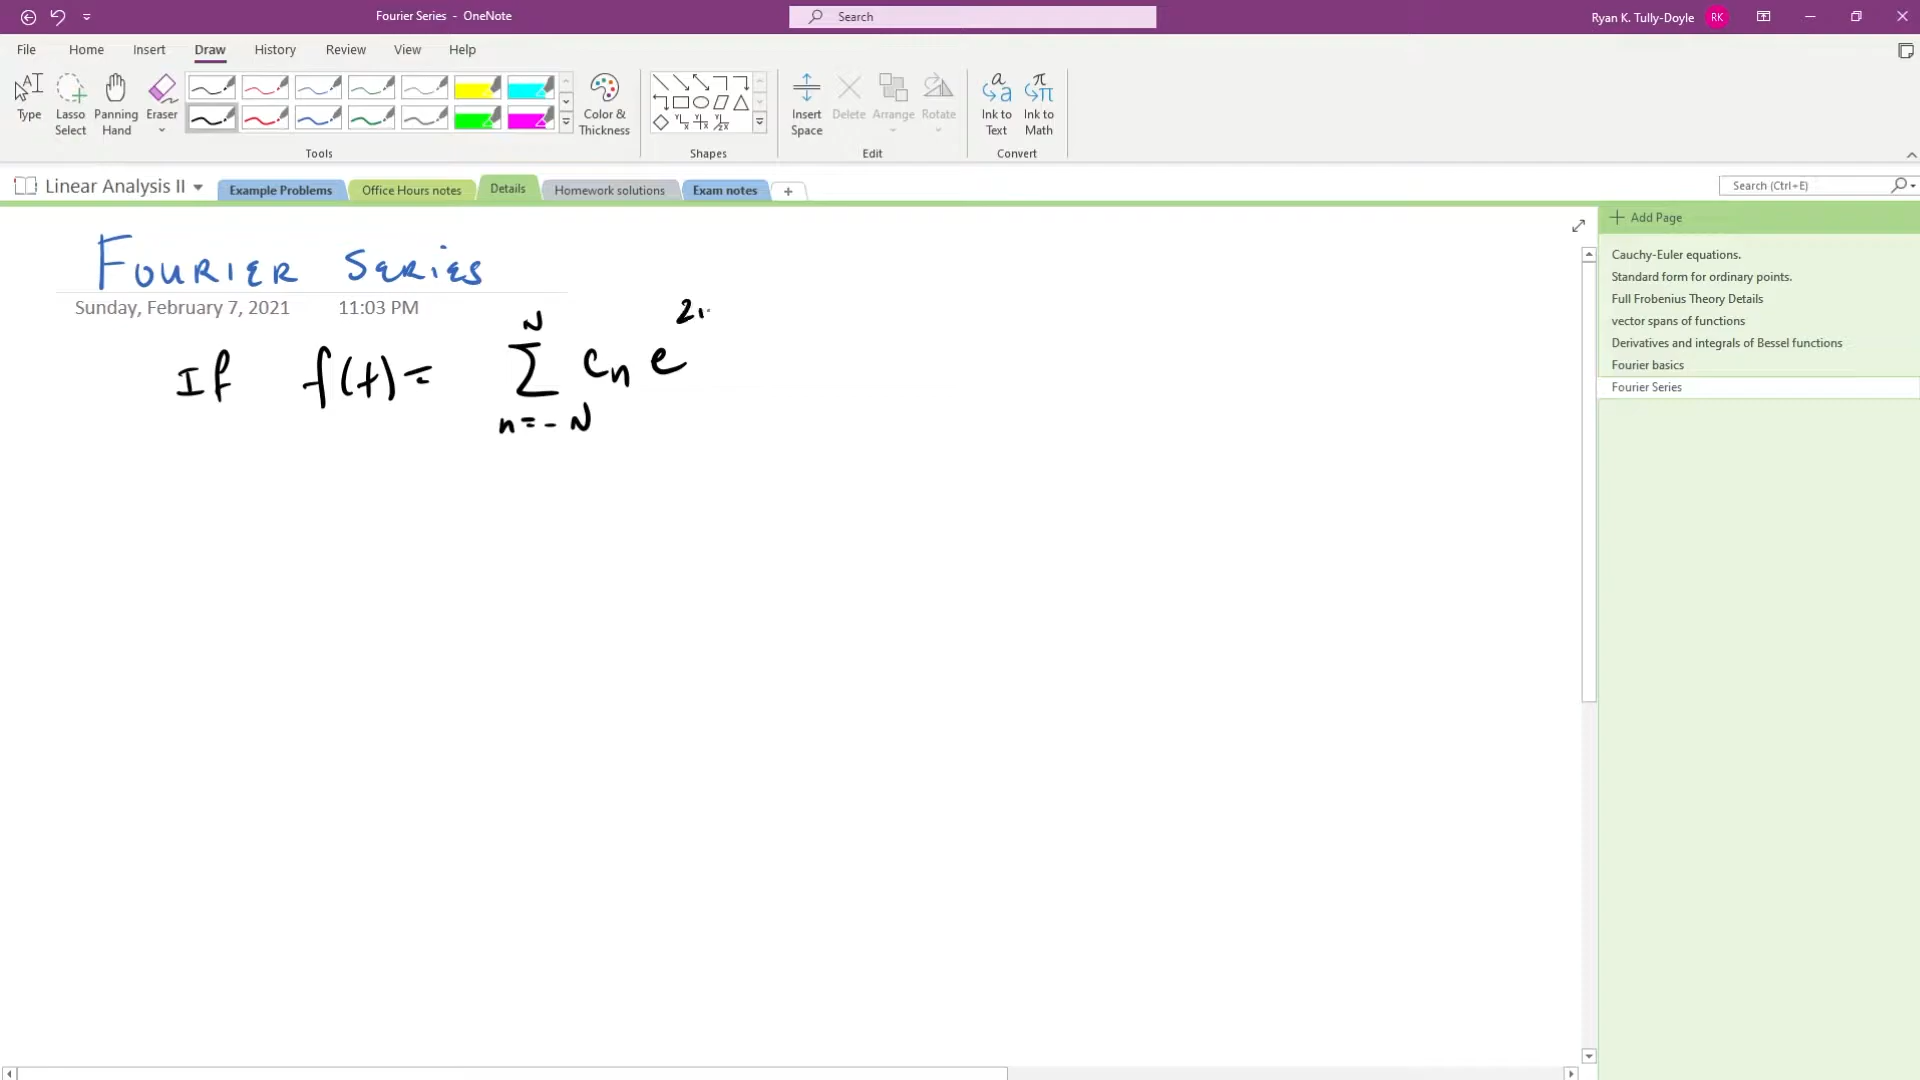 Fourier Series - OneNote
Search
Ryan K. Tully-Doyle RK
File Home Insert Draw History Review View Help
Type
Lasso Select
Panning Hand
Eraser
Color & Thickness
Insert Space
Delete
Arrange
Rotate
Ink to Text
Ink to Math
Tools Shapes Edit Convert
Linear Analysis II Example Problems Office Hours notes Details Homework solutions Exam notes +
Search (Ctrl+E)
FOURIER SERIES
Sunday, February 7, 2021 11:03 PM
If f(t) = ∑_{n=-N}^{N} c_n e^{2
Add Page
Cauchy-Euler equations.
Standard form for ordinary points.
Full Frobenius Theory Details
vector spans of functions
Derivatives and integrals of Bessel functions
Fourier basics
Fourier Series